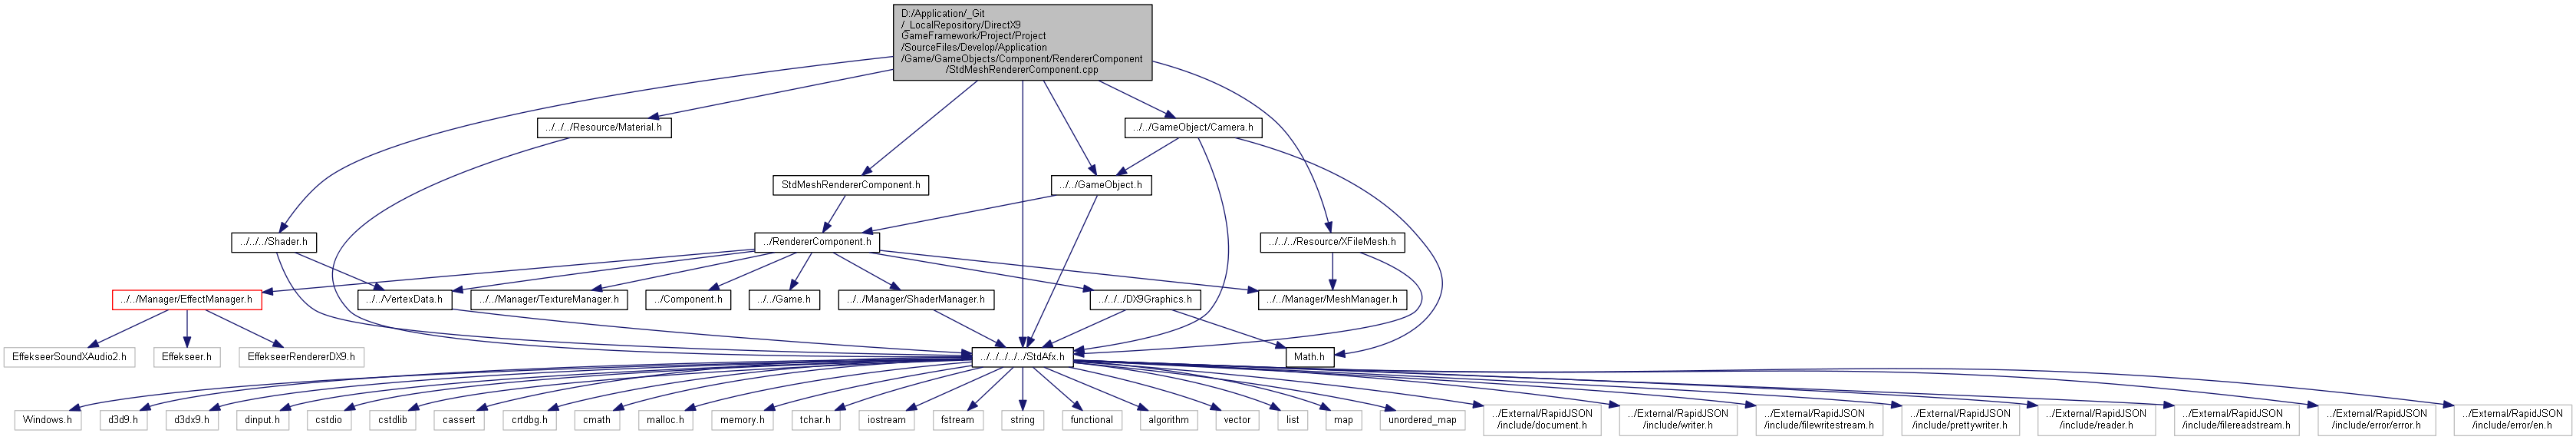 D:/Application/_Git
/_LocalRepository/DirectX9
GameFramework/Project/Project
/SourceFiles/Develop/Application
/Game/GameObjects/Component/RendererComponent
/StdMeshRendererComponent.cpp
../../../Resource/Material.h
../../GameObject/Camera.h
StdMeshRendererComponent.h
../../GameObject.h
../../../Shader.h
../RendererComponent.h
../../../Resource/XFileMesh.h
../../Manager/EffectManager.h
../../VertexData.h
../../Manager/TextureManager.h
../Component.h
../../Game.h
../../Manager/ShaderManager.h
../../../DX9Graphics.h
../../Manager/MeshManager.h
EffekseerSoundXAudio2.h
Effekseer.h
EffekseerRendererDX9.h
../../../../../StdAfx.h
Math.h
Windows.h
d3d9.h
d3dx9.h
dinput.h
cstdio
cstdlib
cassert
crtdbg.h
cmath
malloc.h
memory.h
tchar.h
iostream
fstream
string
functional
algorithm
vector
list
map
unordered_map
../External/RapidJSON
/include/document.h
../External/RapidJSON
/include/writer.h
../External/RapidJSON
/include/filewritestream.h
../External/RapidJSON
/include/prettywriter.h
../External/RapidJSON
/include/reader.h
../External/RapidJSON
/include/filereadstream.h
../External/RapidJSON
/include/error/error.h
../External/RapidJSON
/include/error/en.h